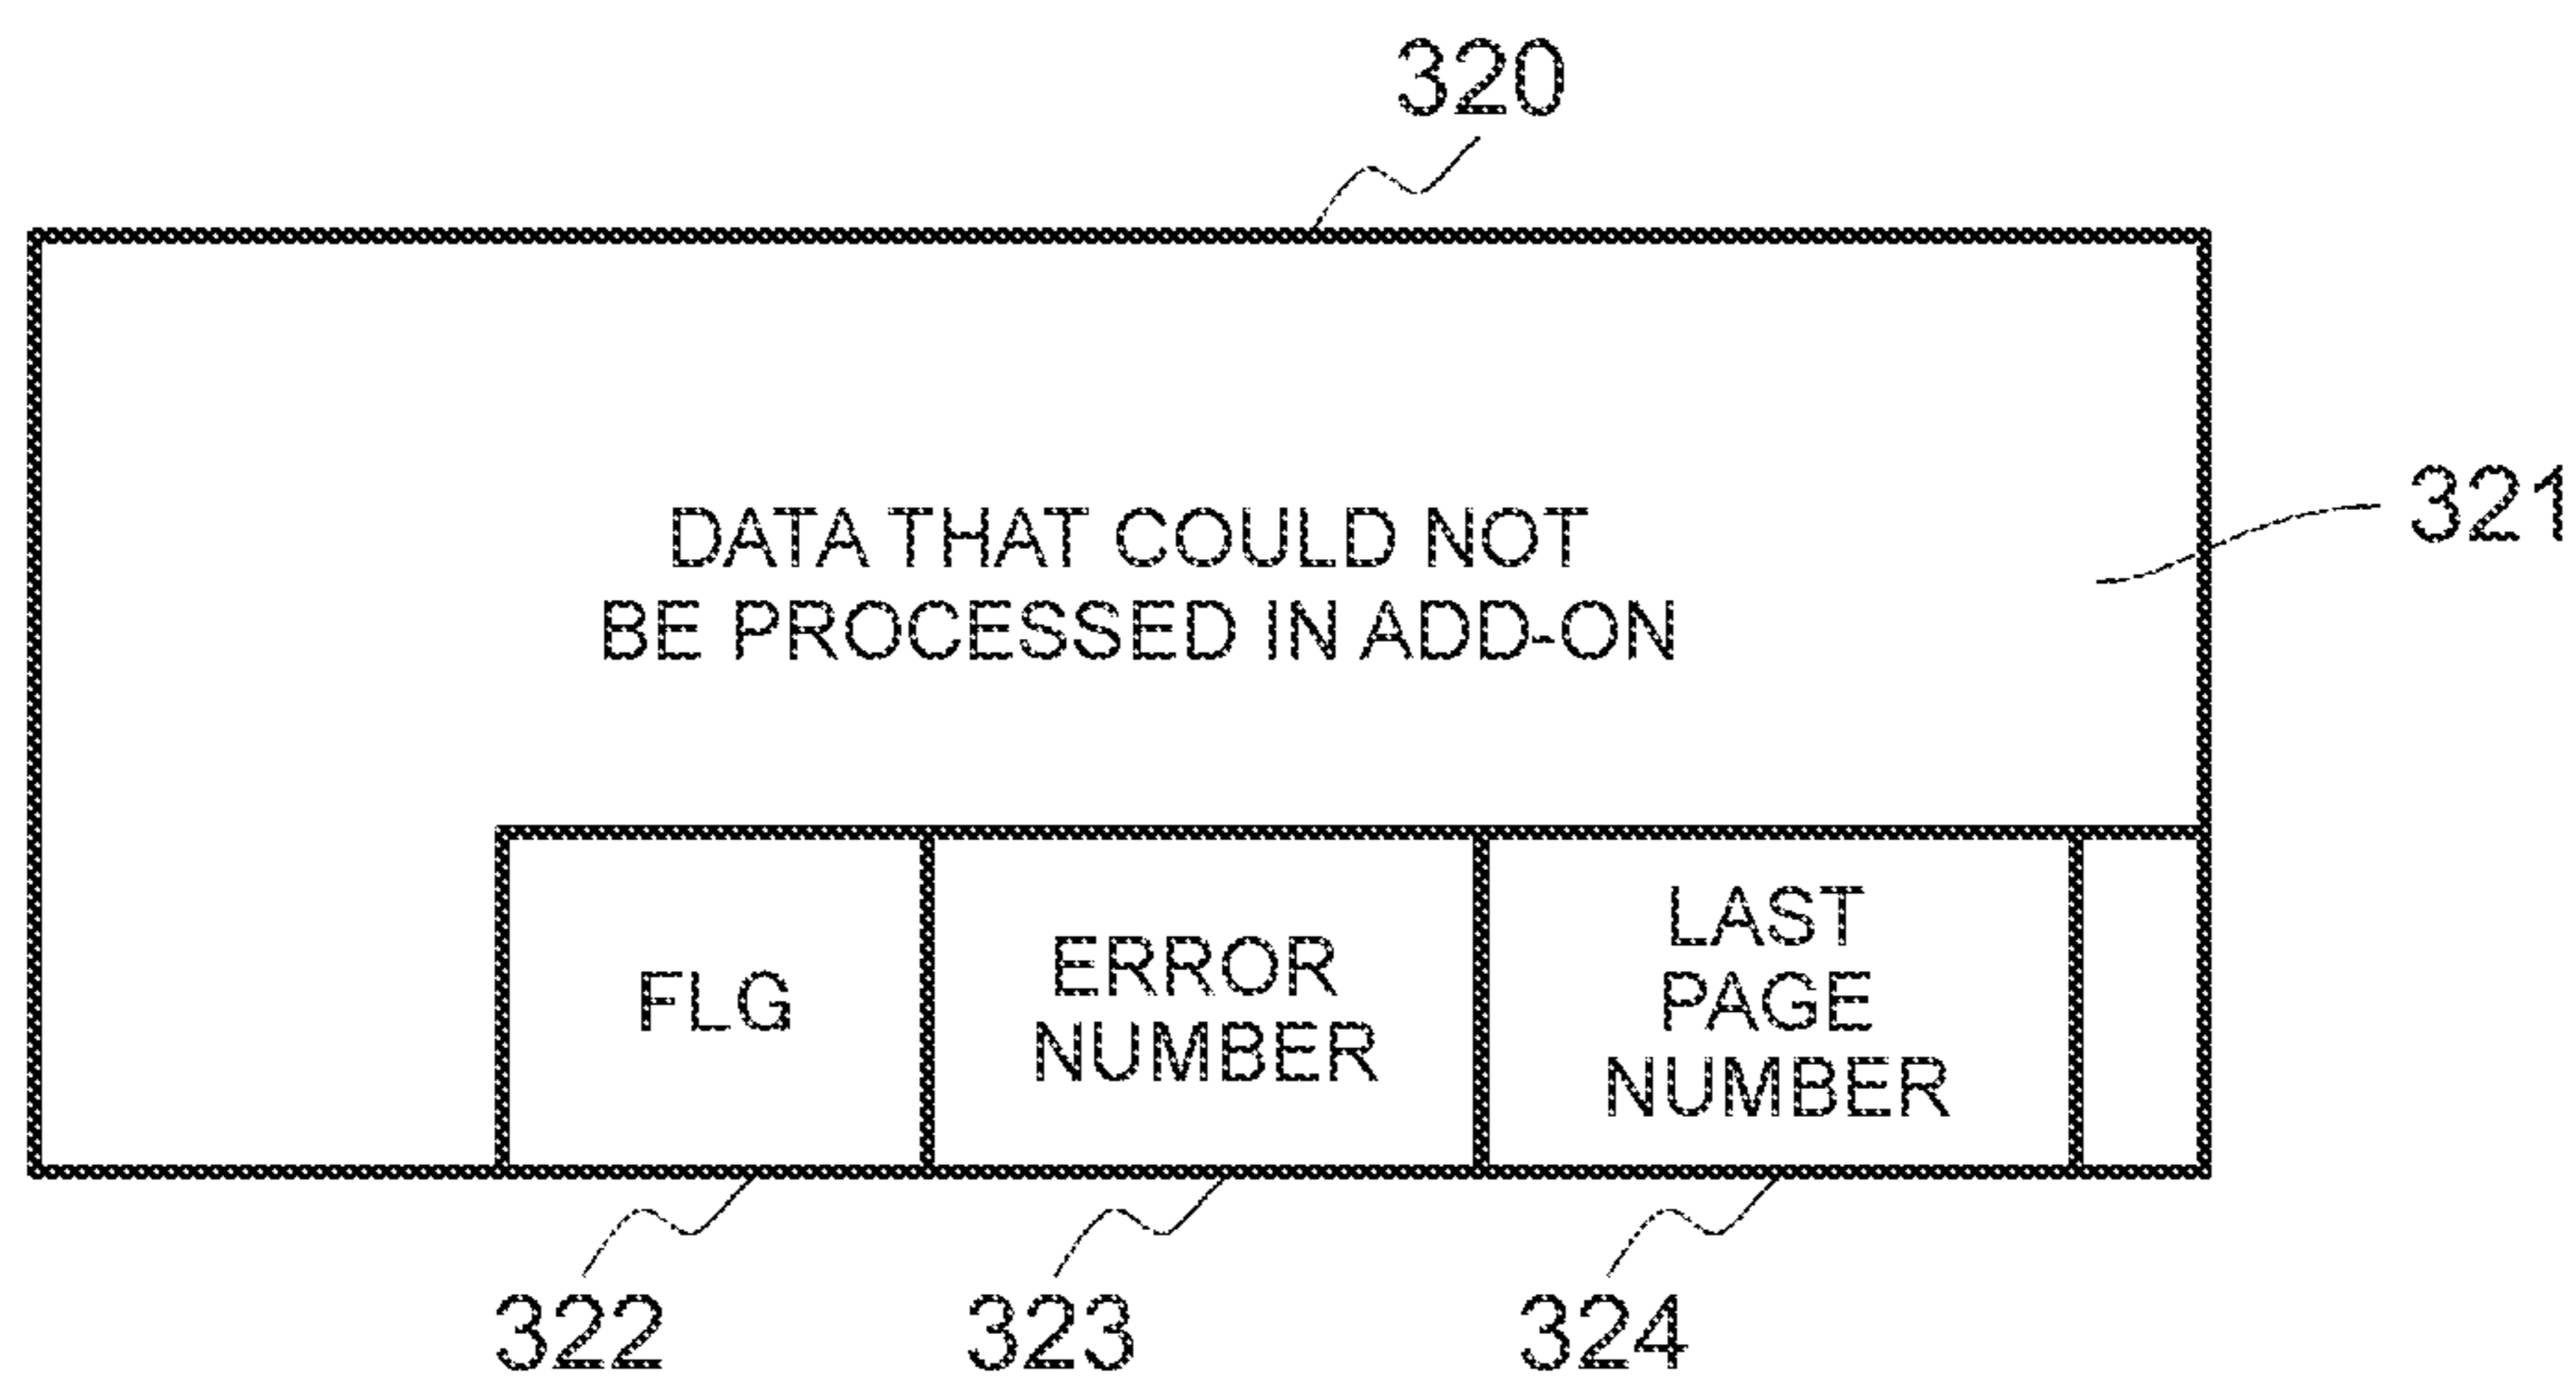 320
321
DATA THAT COULD NOT
BE PROCESSED IN ADD-ON
FLG
ERROR
NUMBER
LAST
PAGE
NUMBER
322
323
324